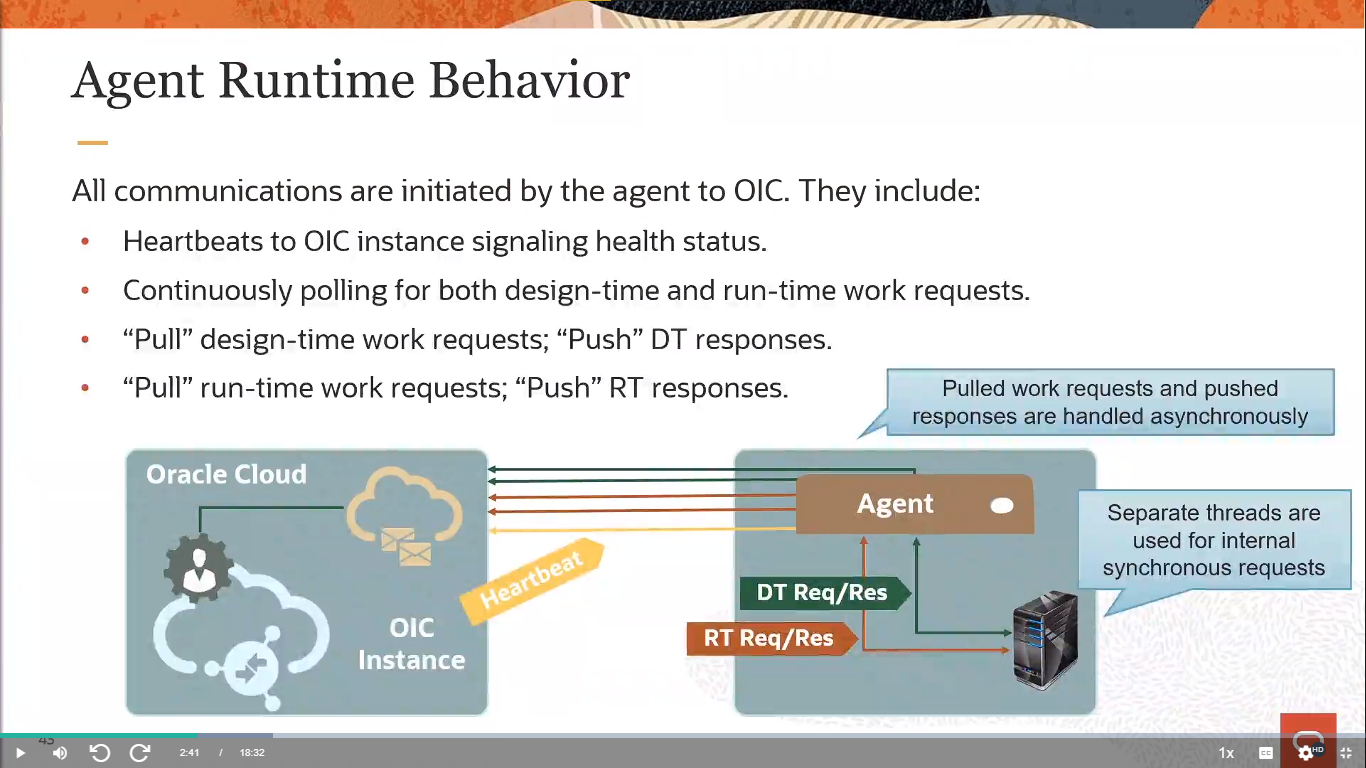 Agent Runtime Behavior
All communications are initiated by the agent to OIC. They include:
• Heartbeats to OIC instance signaling health status.
• Continuously polling for both design-time and run-time work requests.
• “Pull” design-time work requests; “Push” DT responses.
• “Pull” run-time work requests; “Push” RT responses.
Pulled work requests and pushed
responses are handled asynchronously
Oracle Cloud
Agent
Separate threads are
used for internal
synchronous requests
Heartbeat
DT Req/Res
RT Req/Res
OIC
Instance
43
2:41 / 18:32
1x
CC
HD